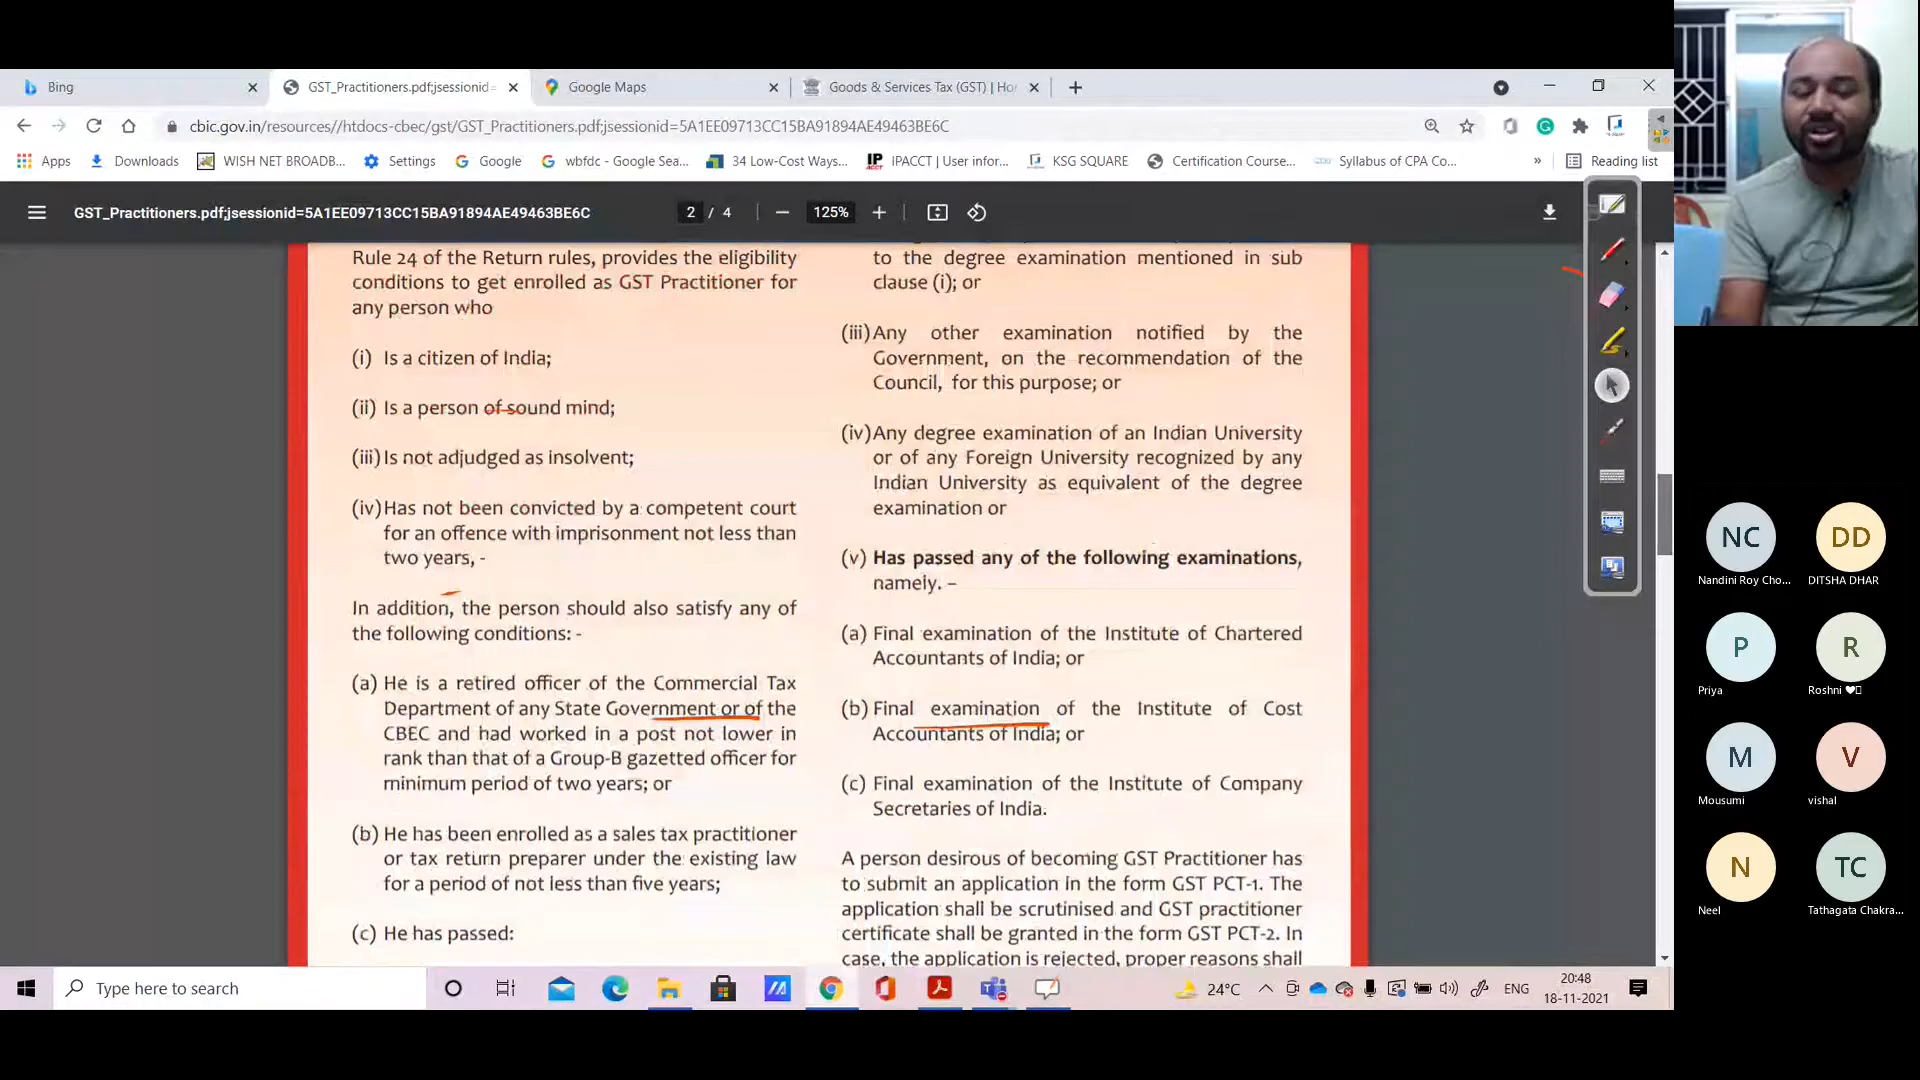 Bing
GST_Practitioners.pdf;jsessionid=
Google Maps
Goods & Services Tax (GST) | Ho
cbic.gov.in/resources//htdocs-cbec/gst/GST_Practitioners.pdf;jsessionid=5A1EE09713CC15BA91894AE49463BE6C
Apps
Downloads
WISH NET BROADB...
Settings
Google
wbfdc - Google Sea...
34 Low-Cost Ways...
IPACCT | User infor...
KSG SQUARE
Certification Course...
Syllabus of CPA Co...
»
Reading list
GST_Practitioners.pdf;jsessionid=5A1EE09713CC15BA91894AE49463BE6C
2 / 4
125%
Rule 24 of the Return rules, provides the eligibility
conditions to get enrolled as GST Practitioner for
any person who
(i) Is a citizen of India;
(ii) Is a person of sound mind;
(iii) Is not adjudged as insolvent;
(iv) Has not been convicted by a competent court
for an offence with imprisonment not less than
two years, -
In addition, the person should also satisfy any of
the following conditions: -
(a) He is a retired officer of the Commercial Tax
Department of any State Government or of the
CBEC and had worked in a post not lower in
rank than that of a Group-B gazetted officer for
minimum period of two years; or
(b) He has been enrolled as a sales tax practitioner
or tax return preparer under the existing law
for a period of not less than five years;
(c) He has passed:
to the degree examination mentioned in sub
clause (i); or
(iii) Any other examination notified by the
Government, on the recommendation of the
Council, for this purpose; or
(iv) Any degree examination of an Indian University
or of any Foreign University recognized by any
Indian University as equivalent of the degree
examination or
(v) Has passed any of the following examinations,
namely. –
(a) Final examination of the Institute of Chartered
Accountants of India; or
(b) Final examination of the Institute of Cost
Accountants of India; or
(c) Final examination of the Institute of Company
Secretaries of India.
A person desirous of becoming GST Practitioner has
to submit an application in the form GST PCT-1. The
application shall be scrutinised and GST practitioner
certificate shall be granted in the form GST PCT-2. In
case, the application is rejected, proper reasons shall
NC
Nandini Roy Cho...
DD
DITSHA DHAR
P
Priya
R
Roshni ❤
M
Mousumi
V
vishal
N
Neel
TC
Tathagata Chakra...
Type here to search
24°C
ENG
20:48
18-11-2021